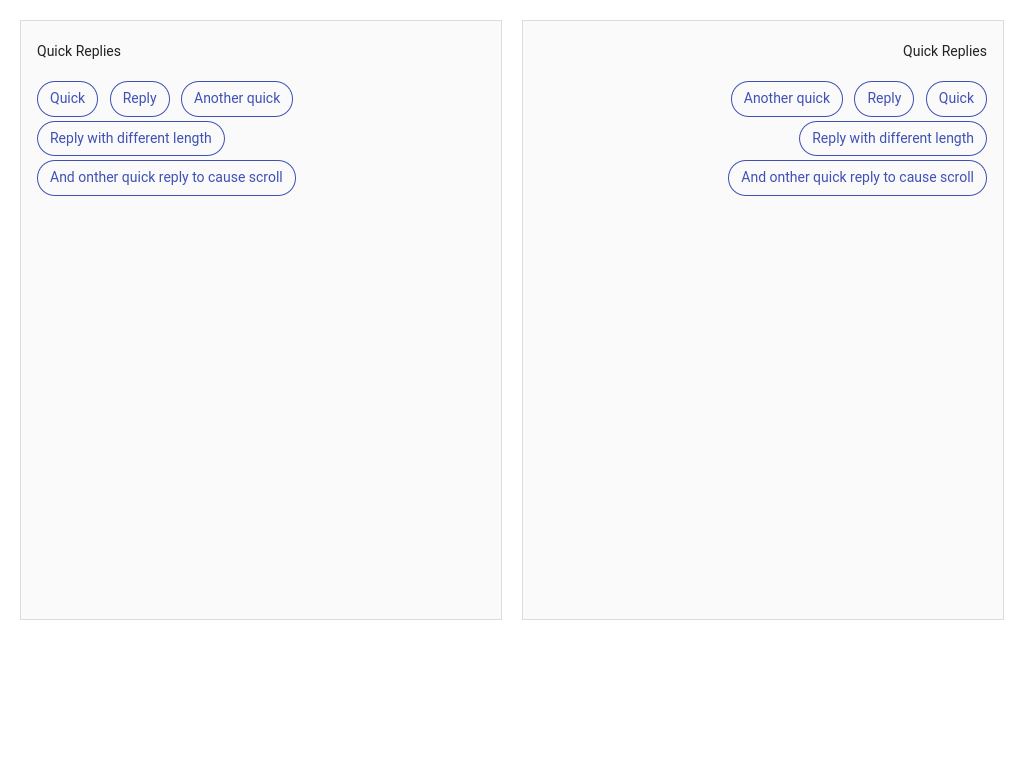 Quick Replies
Quick Reply Another quick
Reply with different length
And onther quick reply to cause scroll
Quick Replies
Another quick Reply Quick
Reply with different length
And onther quick reply to cause scroll